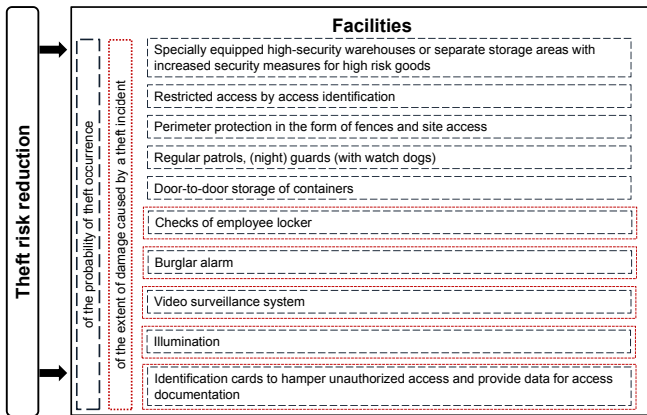 Facilities
Theft risk reduction
of the probability of theft occurrence
of the extent of damage caused by a theft incident
Specially equipped high-security warehouses or separate storage areas with
increased security measures for high risk goods
Restricted access by access identification
Perimeter protection in the form of fences and site access
Regular patrols, (night) guards (with watch dogs)
Door-to-door storage of containers
Checks of employee locker
Burglar alarm
Video surveillance system
Illumination
Identification cards to hamper unauthorized access and provide data for access
documentation